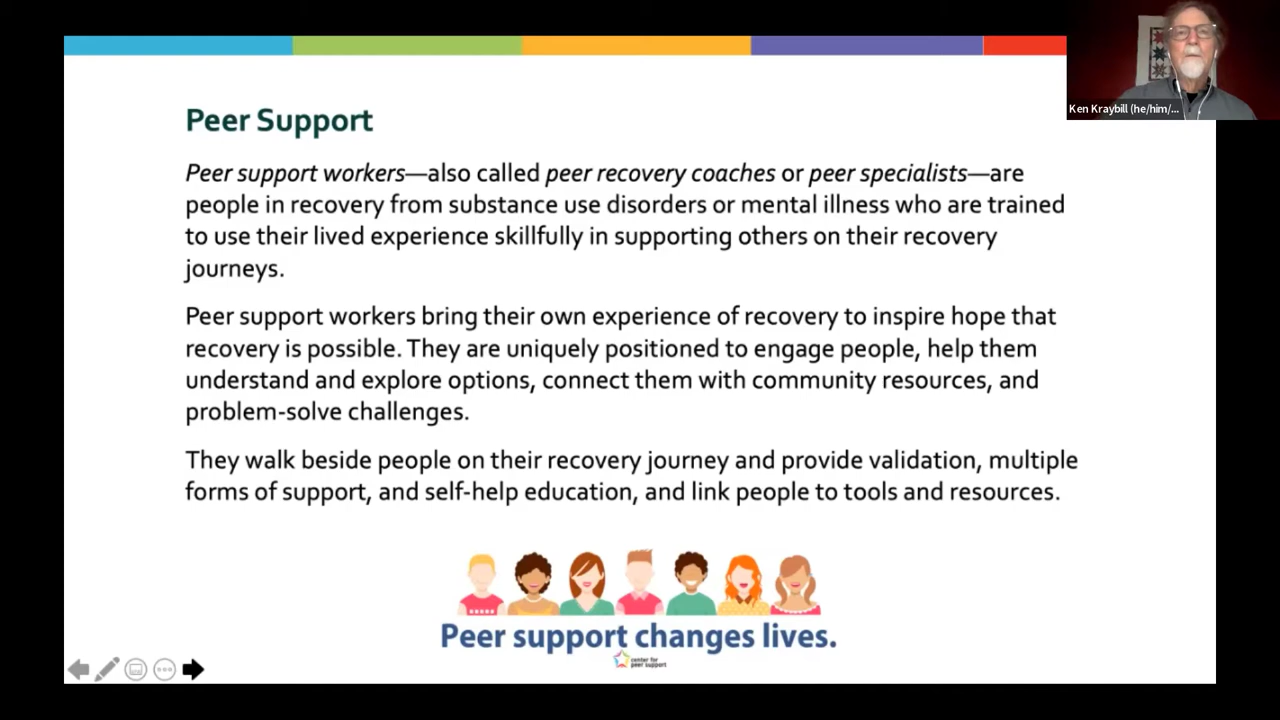 Peer Support
Peer support workers—also called peer recovery coaches or peer specialists—are
people in recovery from substance use disorders or mental illness who are trained
to use their lived experience skillfully in supporting others on their recovery
journeys.
Peer support workers bring their own experience of recovery to inspire hope that
recovery is possible. They are uniquely positioned to engage people, help them
understand and explore options, connect them with community resources, and
problem-solve challenges.
They walk beside people on their recovery journey and provide validation, multiple
forms of support, and self-help education, and link people to tools and resources.
Peer support changes lives.
center for
peer support
Ken Kraybill (he/him/...